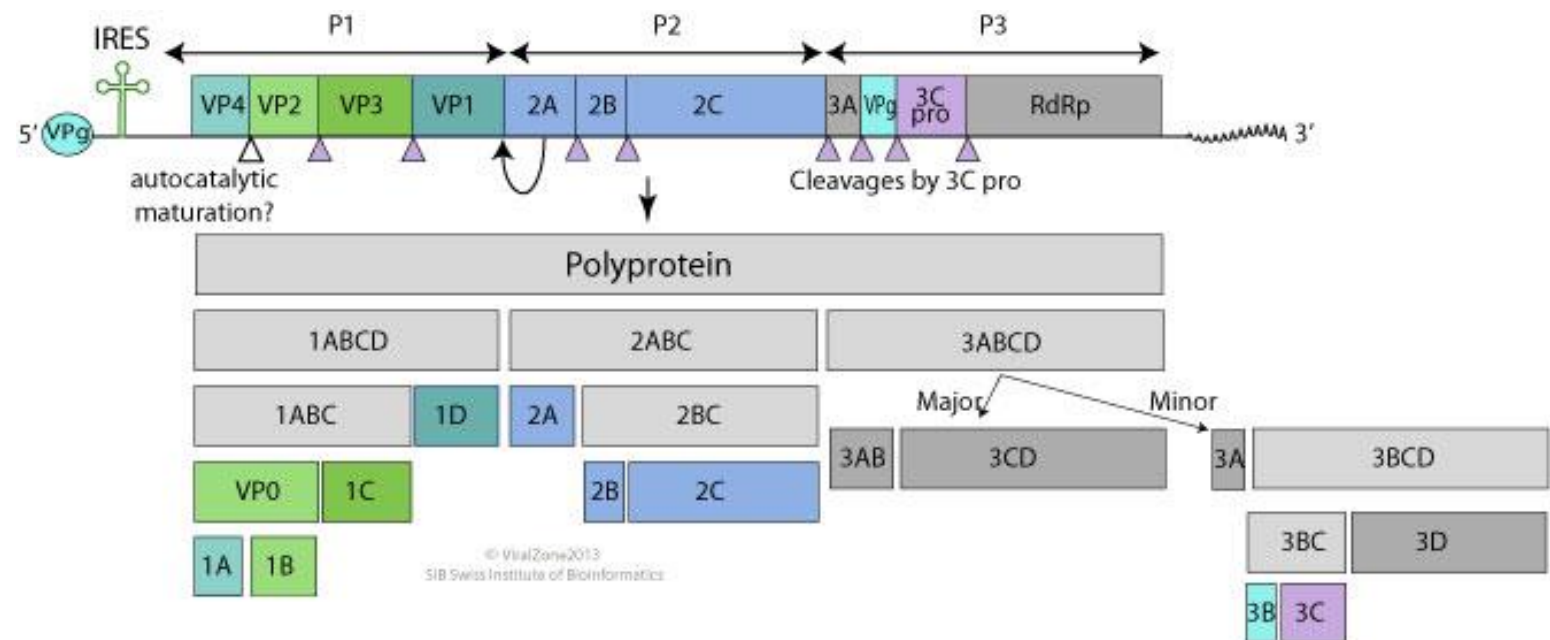 P1
P2
P3
IRES
VP4 VP2 VP3 VP1 2A 2B 2C 3A VPg 3C pro RdRp
5' VPg 3'
autocatalytic
maturation?
Cleavages by 3C pro
Polyprotein
1ABCD 2ABC 3ABCD
Major Minor
1ABC 1D 2A 2BC
3AB 3CD 3A 3BCD
VP0 1C 2B 2C
3BC 3D
1A 1B
© ViralZone2013
SIB Swiss Institute of Bioinformatics
3B 3C